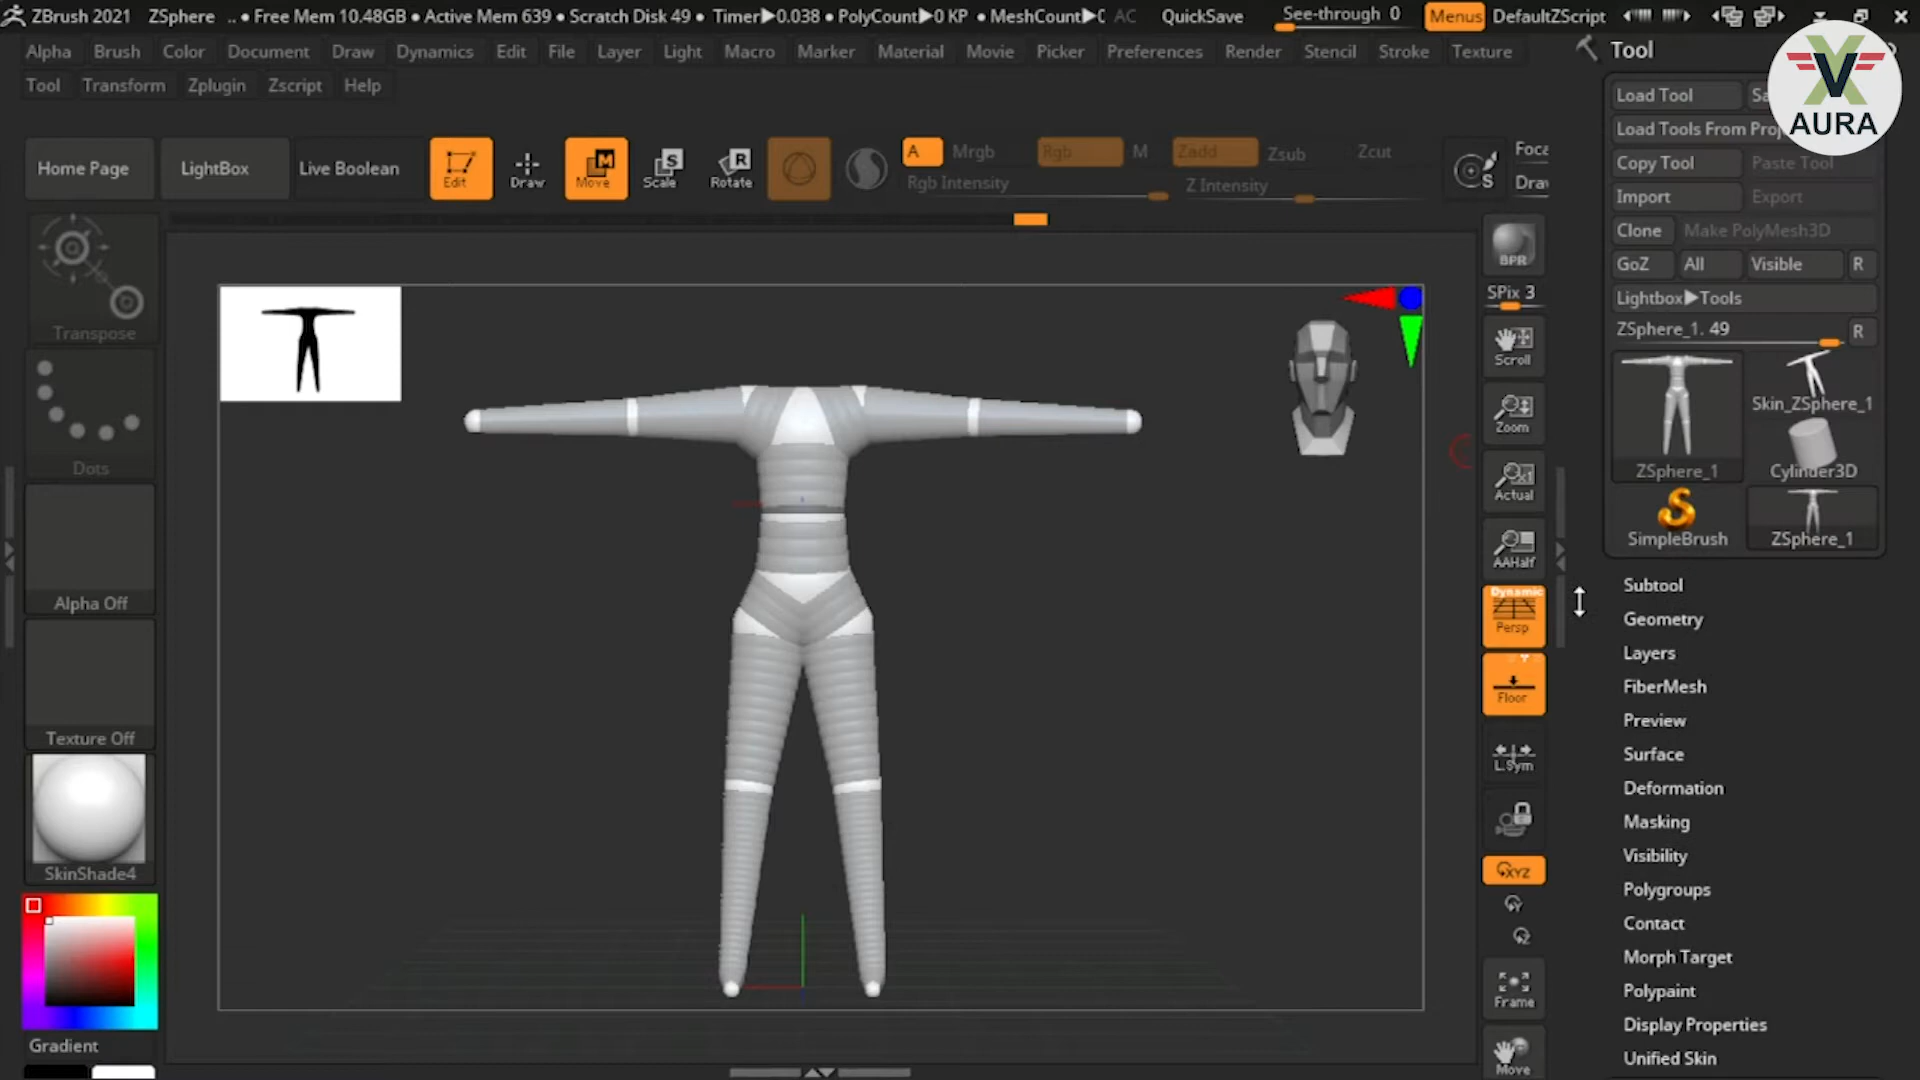 ZBrush 2021 ZSphere .. • Free Mem 10.48GB • Active Mem 639 • Scratch Disk 49 • Timer▶0.038 • PolyCount▶0 KP • MeshCount▶ AC QuickSave See-through 0 Menus DefaultZScript
Alpha Brush Color Document Draw Dynamics Edit File Layer Light Macro Marker Material Movie Picker Preferences Render Stencil Stroke Texture
Tool Transform Zplugin Zscript Help
Home Page LightBox Live Boolean Edit Draw Move Scale Rotate A Mrgb Rgb M Zadd Zsub Zcut Foca
Rgb Intensity Z Intensity Dra
M S R S
Transpose
Dots
Alpha Off
Texture Off
SkinShade4
Gradient
BPR
SPix 3
Scroll
Zoom
Actual
AAHalf
Dynamic
Persp
Floor
L.Sym
XYZ
Y
Z
Frame
Move
Tool
AURA
Load Tool Sa
Load Tools From Proj
Copy Tool Paste Tool
Import Export
Clone Make PolyMesh3D
GoZ All Visible R
Lightbox▶Tools
ZSphere_1. 49 R
Skin_ZSphere_1
ZSphere_1 Cylinder3D
SimpleBrush ZSphere_1
Subtool
Geometry
Layers
FiberMesh
Preview
Surface
Deformation
Masking
Visibility
Polygroups
Contact
Morph Target
Polypaint
Display Properties
Unified Skin